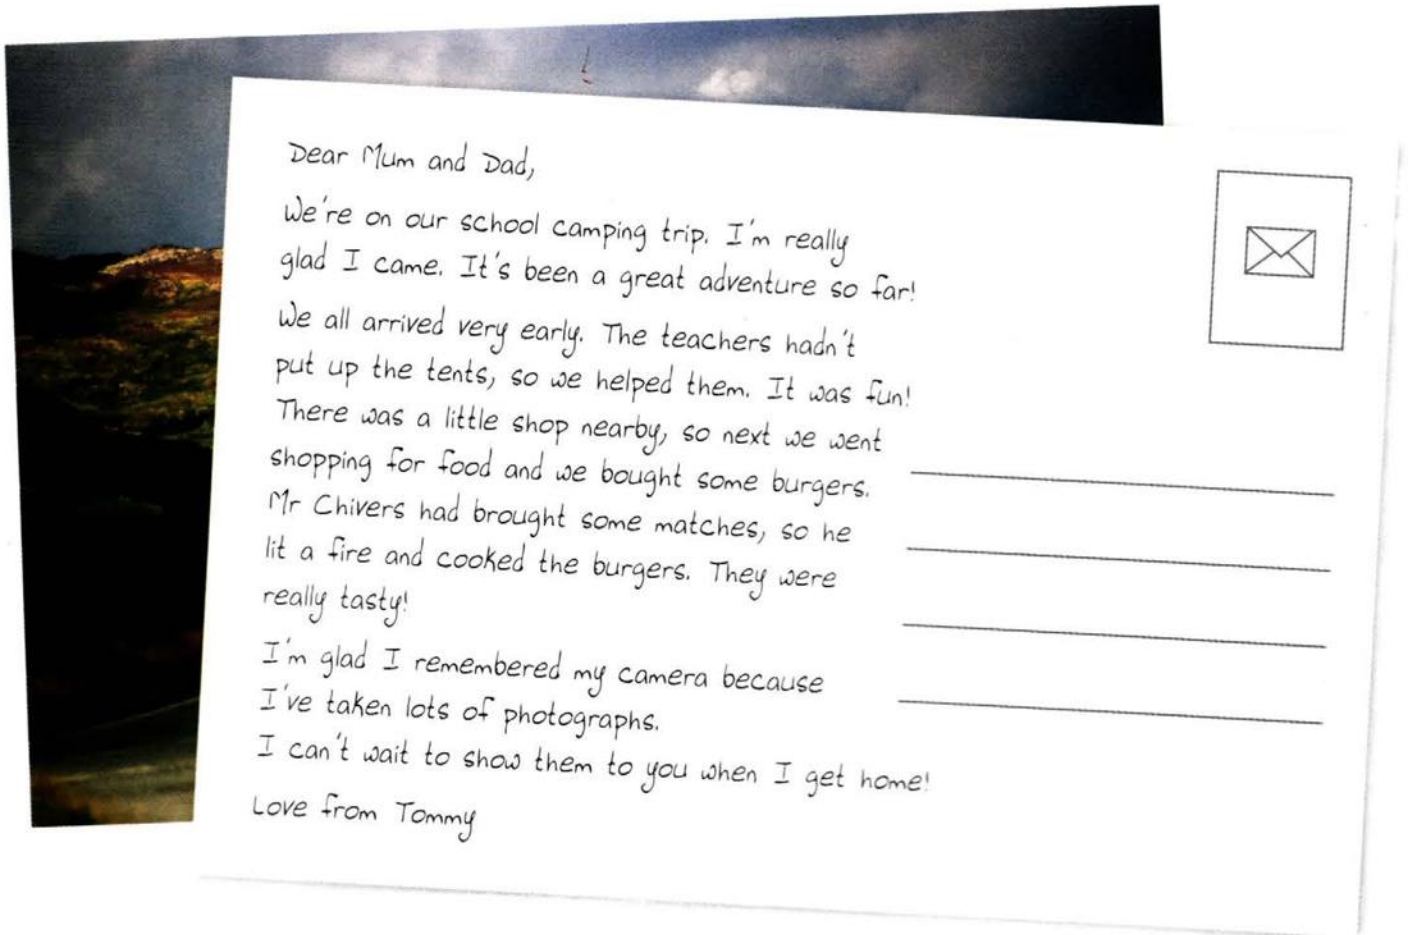 Dear Mum and Dad,
We're on our school camping trip. I'm really
glad I came. It's been a great adventure so far!
We all arrived very early. The teachers hadn't
put up the tents, so we helped them. It was fun!
There was a little shop nearby, so next we went
shopping for food and we bought some burgers.
Mr Chivers had brought some matches, so he
lit a fire and cooked the burgers. They were
really tasty!
I'm glad I remembered my camera because
I've taken lots of photographs.
I can't wait to show them to you when I get home!
Love from Tommy